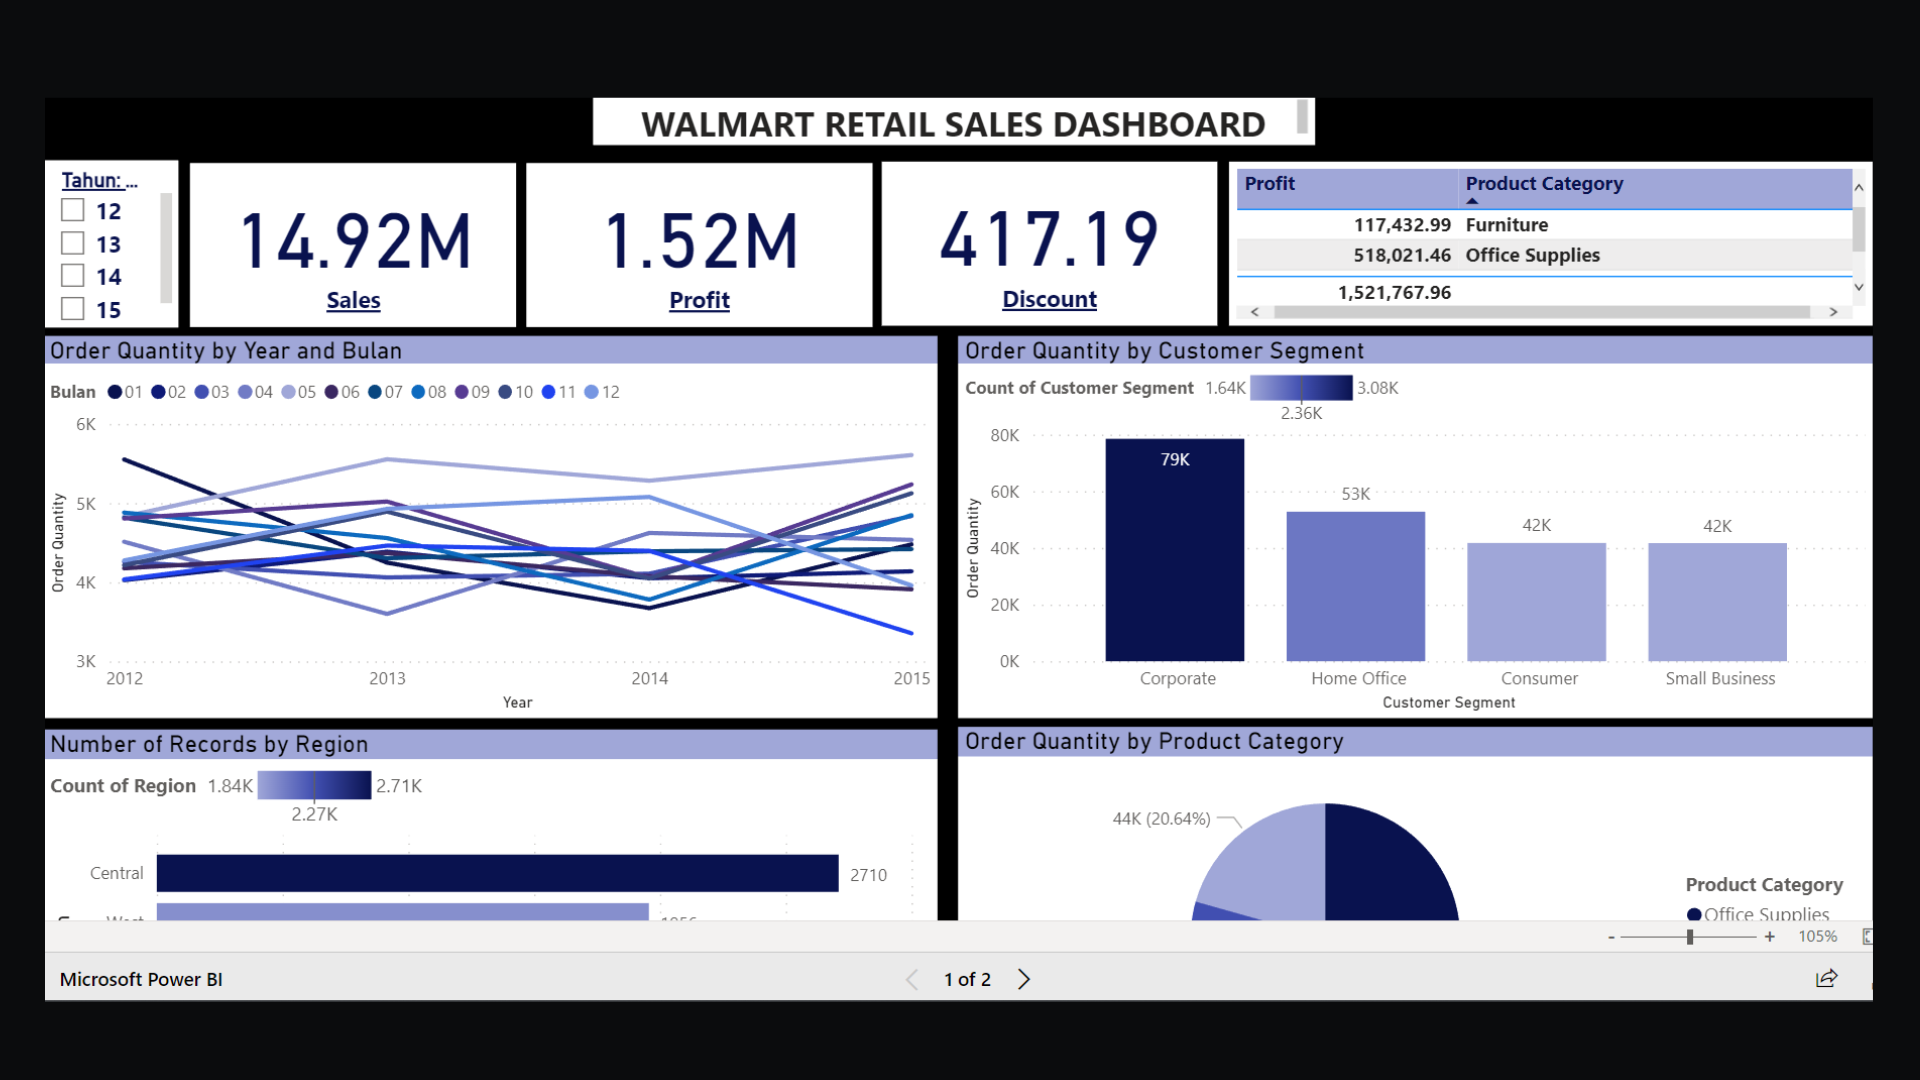 WALMART RETAIL SALES DASHBOARD
Tahun: ...
12
13
14
15
14.92M
Sales
1.52M
Profit
417.19
Discount
Profit Product Category
117,432.99 Furniture
518,021.46 Office Supplies
1,521,767.96
Order Quantity by Year and Bulan
Bulan 01 02 03 04 05 06 07 08 09 10 11 12
6K
5K
4K
3K
Order Quantity
2012 2013 2014 2015
Year
Order Quantity by Customer Segment
Count of Customer Segment 1.64K 3.08K
2.36K
80K
60K
40K
20K
0K
Order Quantity
79K
53K
42K
42K
Corporate Home Office Consumer Small Business
Customer Segment
Number of Records by Region
Count of Region 1.84K 2.71K
2.27K
Central 2710
West
Order Quantity by Product Category
44K (20.64%)
Product Category
Office Supplies
- + 105%
Microsoft Power BI
1 of 2